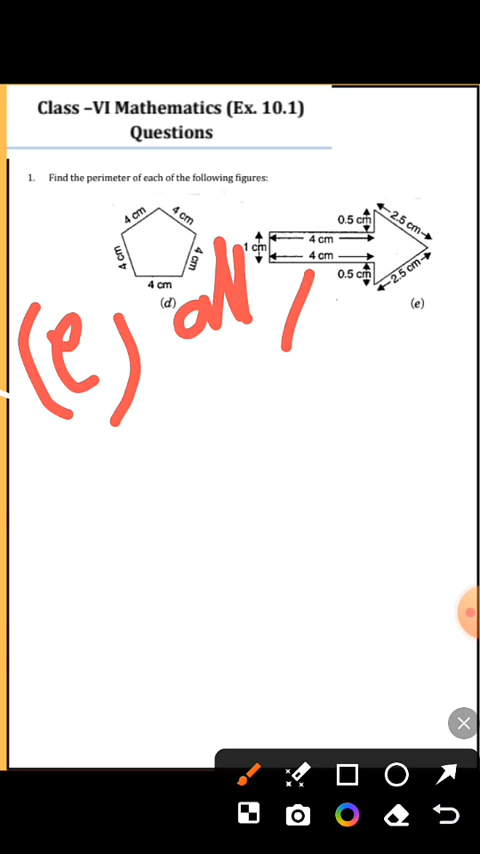 Class –VI Mathematics (Ex. 10.1)
Questions
1. Find the perimeter of each of the following figures:
4 cm
4 cm
4 cm
4 cm
4 cm
(d)
1 cm
0.5 cm
4 cm
4 cm
0.5 cm
2.5 cm
2.5 cm
(e)
(e) all